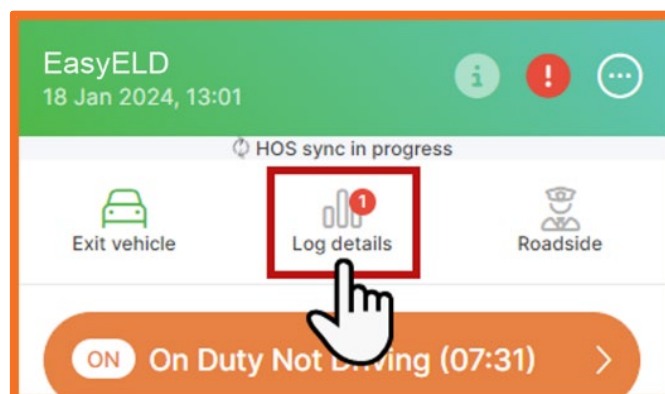 EasyELD
18 Jan 2024, 13:01
i ! ...
HOS sync in progress
1
Exit vehicle Log details Roadside
ON On Duty Not Driving (07:31) >